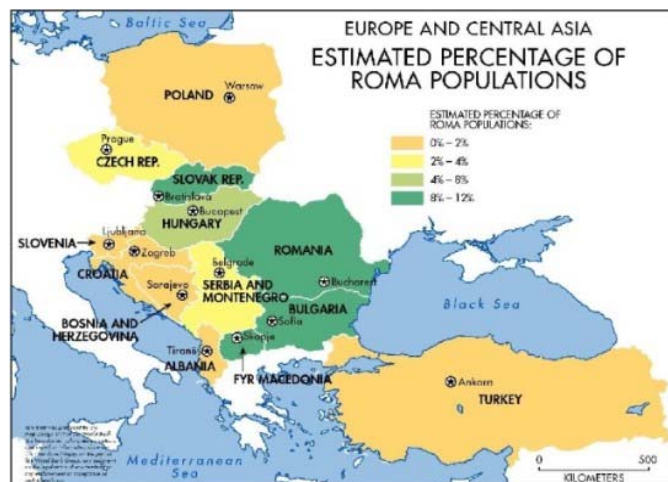 EUROPE AND CENTRAL ASIA
ESTIMATED PERCENTAGE OF
ROMA POPULATIONS
ESTIMATED PERCENTAGE OF
ROMA POPULATIONS:
0% – 2%
2% – 4%
4% – 8%
8% – 12%
Baltic Sea
POLAND
Warsaw
Prague
CZECH REP.
SLOVAK REP.
Bratislava
Budapest
HUNGARY
Ljubljana
SLOVENIA
Zagreb
CROATIA
ROMANIA
Belgrade
SERBIA AND
MONTENEGRO
Sarajevo
Bucharest
BOSNIA AND
HERZEGOVINA
BULGARIA
Sofia
Black Sea
Skopje
Tiranë
ALBANIA
FYR MACEDONIA
Ankara
TURKEY
Mediterranean
Sea
0 500
KILOMETERS